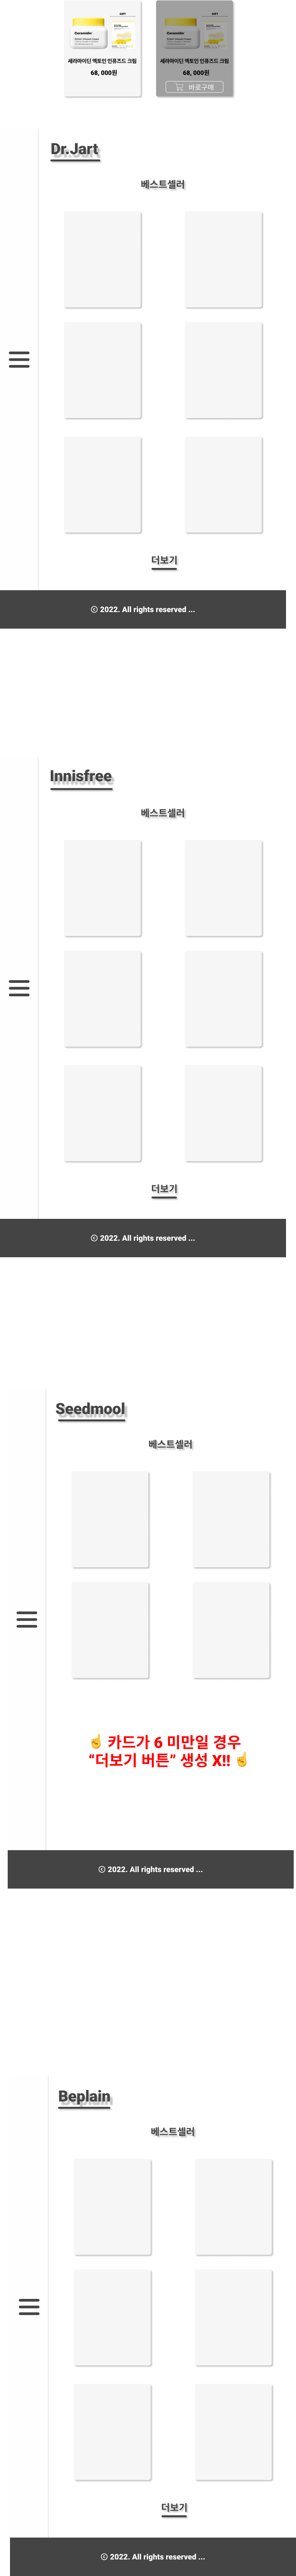 GIFT
GIFT
Ceramidin
Ceramidin
세라마이딘 엑토인 인퓨즈드 크림
세라마이딘 엑토인 인퓨즈드 크림
68, 000원
68, 000원
바로구매
Dr.Jart
베스트셀러
더보기
ⓒ 2022. All rights reserved ...
Innisfree
베스트셀러
더보기
ⓒ 2022. All rights reserved ...
Seedmool
베스트셀러
☝ 카드가 6 미만일 경우
“더보기 버튼” 생성 X!! ☝
ⓒ 2022. All rights reserved ...
Beplain
베스트셀러
더보기
ⓒ 2022. All rights reserved ...